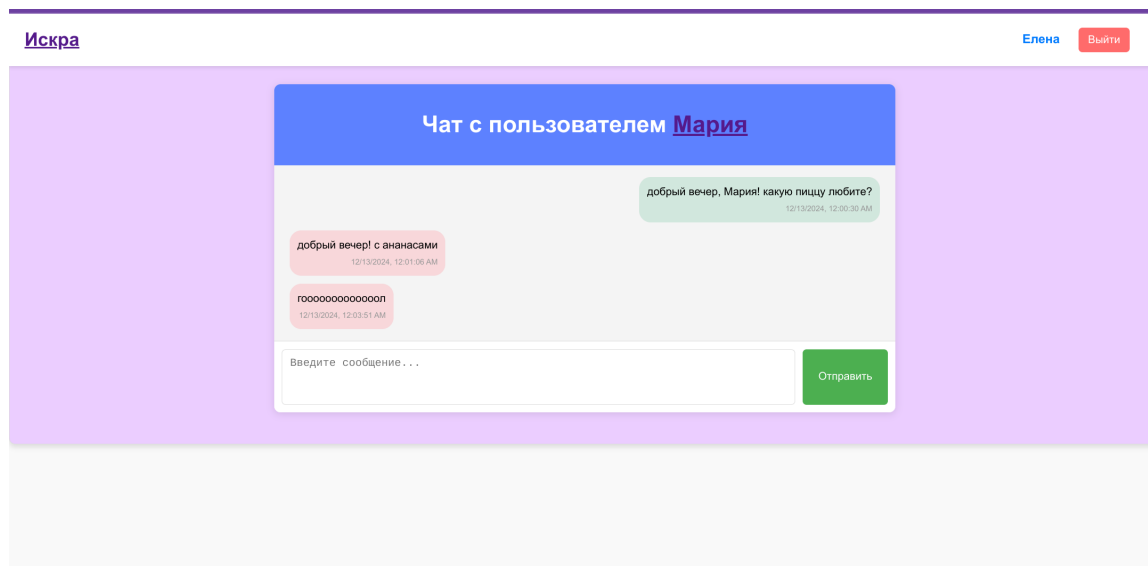 Искра
Елена
Выйти
Чат с пользователем Мария
добрый вечер, Мария! какую пиццу любите?
12/13/2024, 12:00:30 AM
добрый вечер! с ананасами
12/13/2024, 12:01:06 AM
гооооооооооооол
12/13/2024, 12:03:51 AM
Введите сообщение...
Отправить